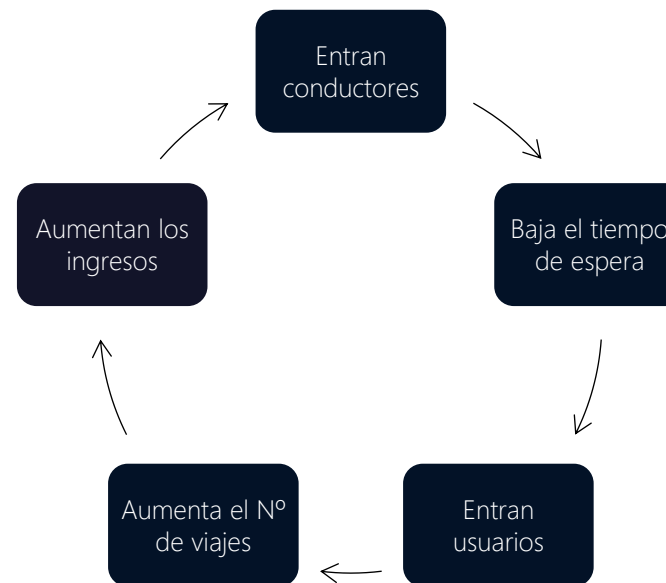 Entran
conductores
Baja el tiempo
de espera
Entran
usuarios
Aumenta el Nº
de viajes
Aumentan los
ingresos